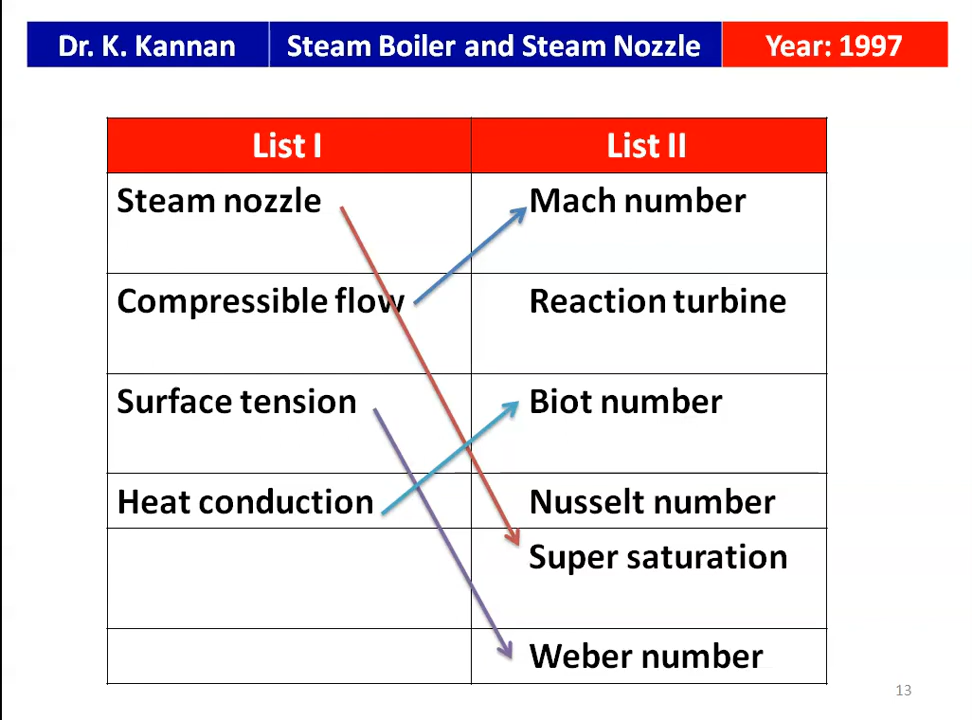 Dr. K. Kannan Steam Boiler and Steam Nozzle Year: 1997
List I List II
Steam nozzle Mach number
Compressible flow Reaction turbine
Surface tension Biot number
Heat conduction Nusselt number
Super saturation
Weber number
13